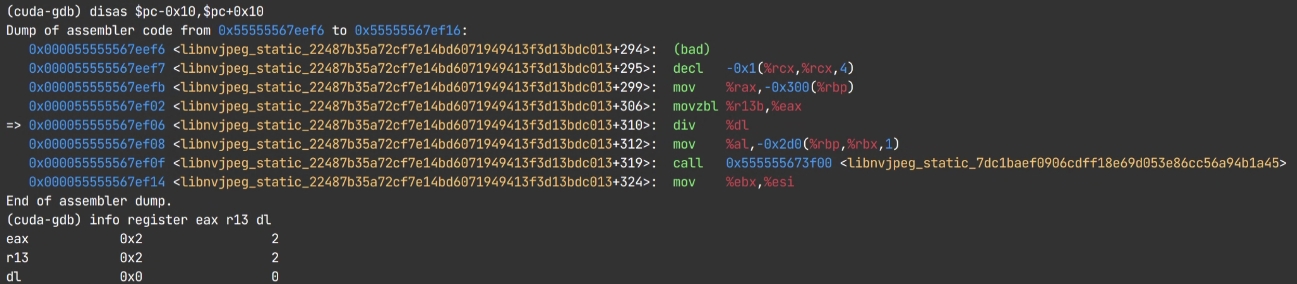 (cuda-gdb) disas $pc-0x10,$pc+0x10
Dump of assembler code from 0x55555567eef6 to 0x55555567ef16:
   0x000055555567eef6 <libnvjpeg_static_22487b35a72cf7e14bd6071949413f3d13bdc013+294>:  (bad)
   0x000055555567eef7 <libnvjpeg_static_22487b35a72cf7e14bd6071949413f3d13bdc013+295>:  decl   -0x1(%rcx,%rcx,4)
   0x000055555567eefb <libnvjpeg_static_22487b35a72cf7e14bd6071949413f3d13bdc013+299>:  mov    %rax,-0x300(%rbp)
   0x000055555567ef02 <libnvjpeg_static_22487b35a72cf7e14bd6071949413f3d13bdc013+306>:  movzbl %r13b,%eax
=> 0x000055555567ef06 <libnvjpeg_static_22487b35a72cf7e14bd6071949413f3d13bdc013+310>:  div    %dl
   0x000055555567ef08 <libnvjpeg_static_22487b35a72cf7e14bd6071949413f3d13bdc013+312>:  mov    %al,-0x2d0(%rbp,%rbx,1)
   0x000055555567ef0f <libnvjpeg_static_22487b35a72cf7e14bd6071949413f3d13bdc013+319>:  call   0x555555673f00 <libnvjpeg_static_7dc1baef0906cdff18e69d053e86cc56a94b1a45>
   0x000055555567ef14 <libnvjpeg_static_22487b35a72cf7e14bd6071949413f3d13bdc013+324>:  mov    %ebx,%esi
End of assembler dump.
(cuda-gdb) info register eax r13 dl
eax            0x2                 2
r13            0x2                 2
dl             0x0                 0